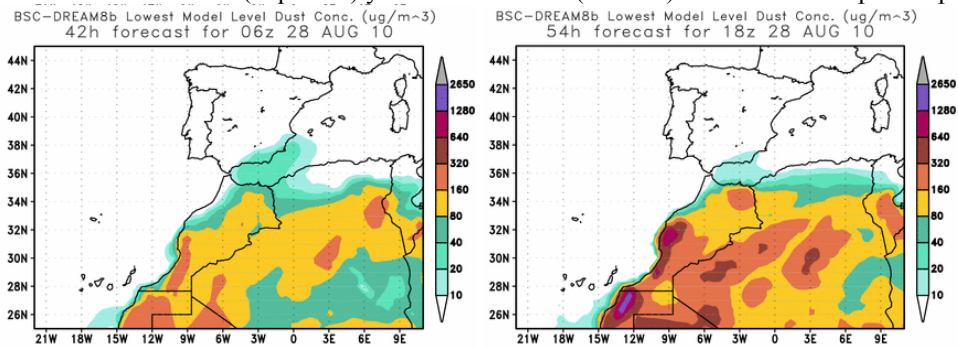 BSC-DREAM8b Lowest Model Level Dust Conc. (ug/m^3)
42h forecast for 06z 28 AUG 10
44N
42N
40N
38N
36N
34N
32N
30N
28N
26N
21W 18W 15W 12W 9W 6W 3W 0 3E 6E 9E
2650
1280
640
320
160
80
40
20
10
BSC-DREAM8b Lowest Model Level Dust Conc. (ug/m^3)
54h forecast for 18z 28 AUG 10
44N
42N
40N
38N
36N
34N
32N
30N
28N
26N
21W 18W 15W 12W 9W 6W 3W 0 3E 6E 9E
2650
1280
640
320
160
80
40
20
10